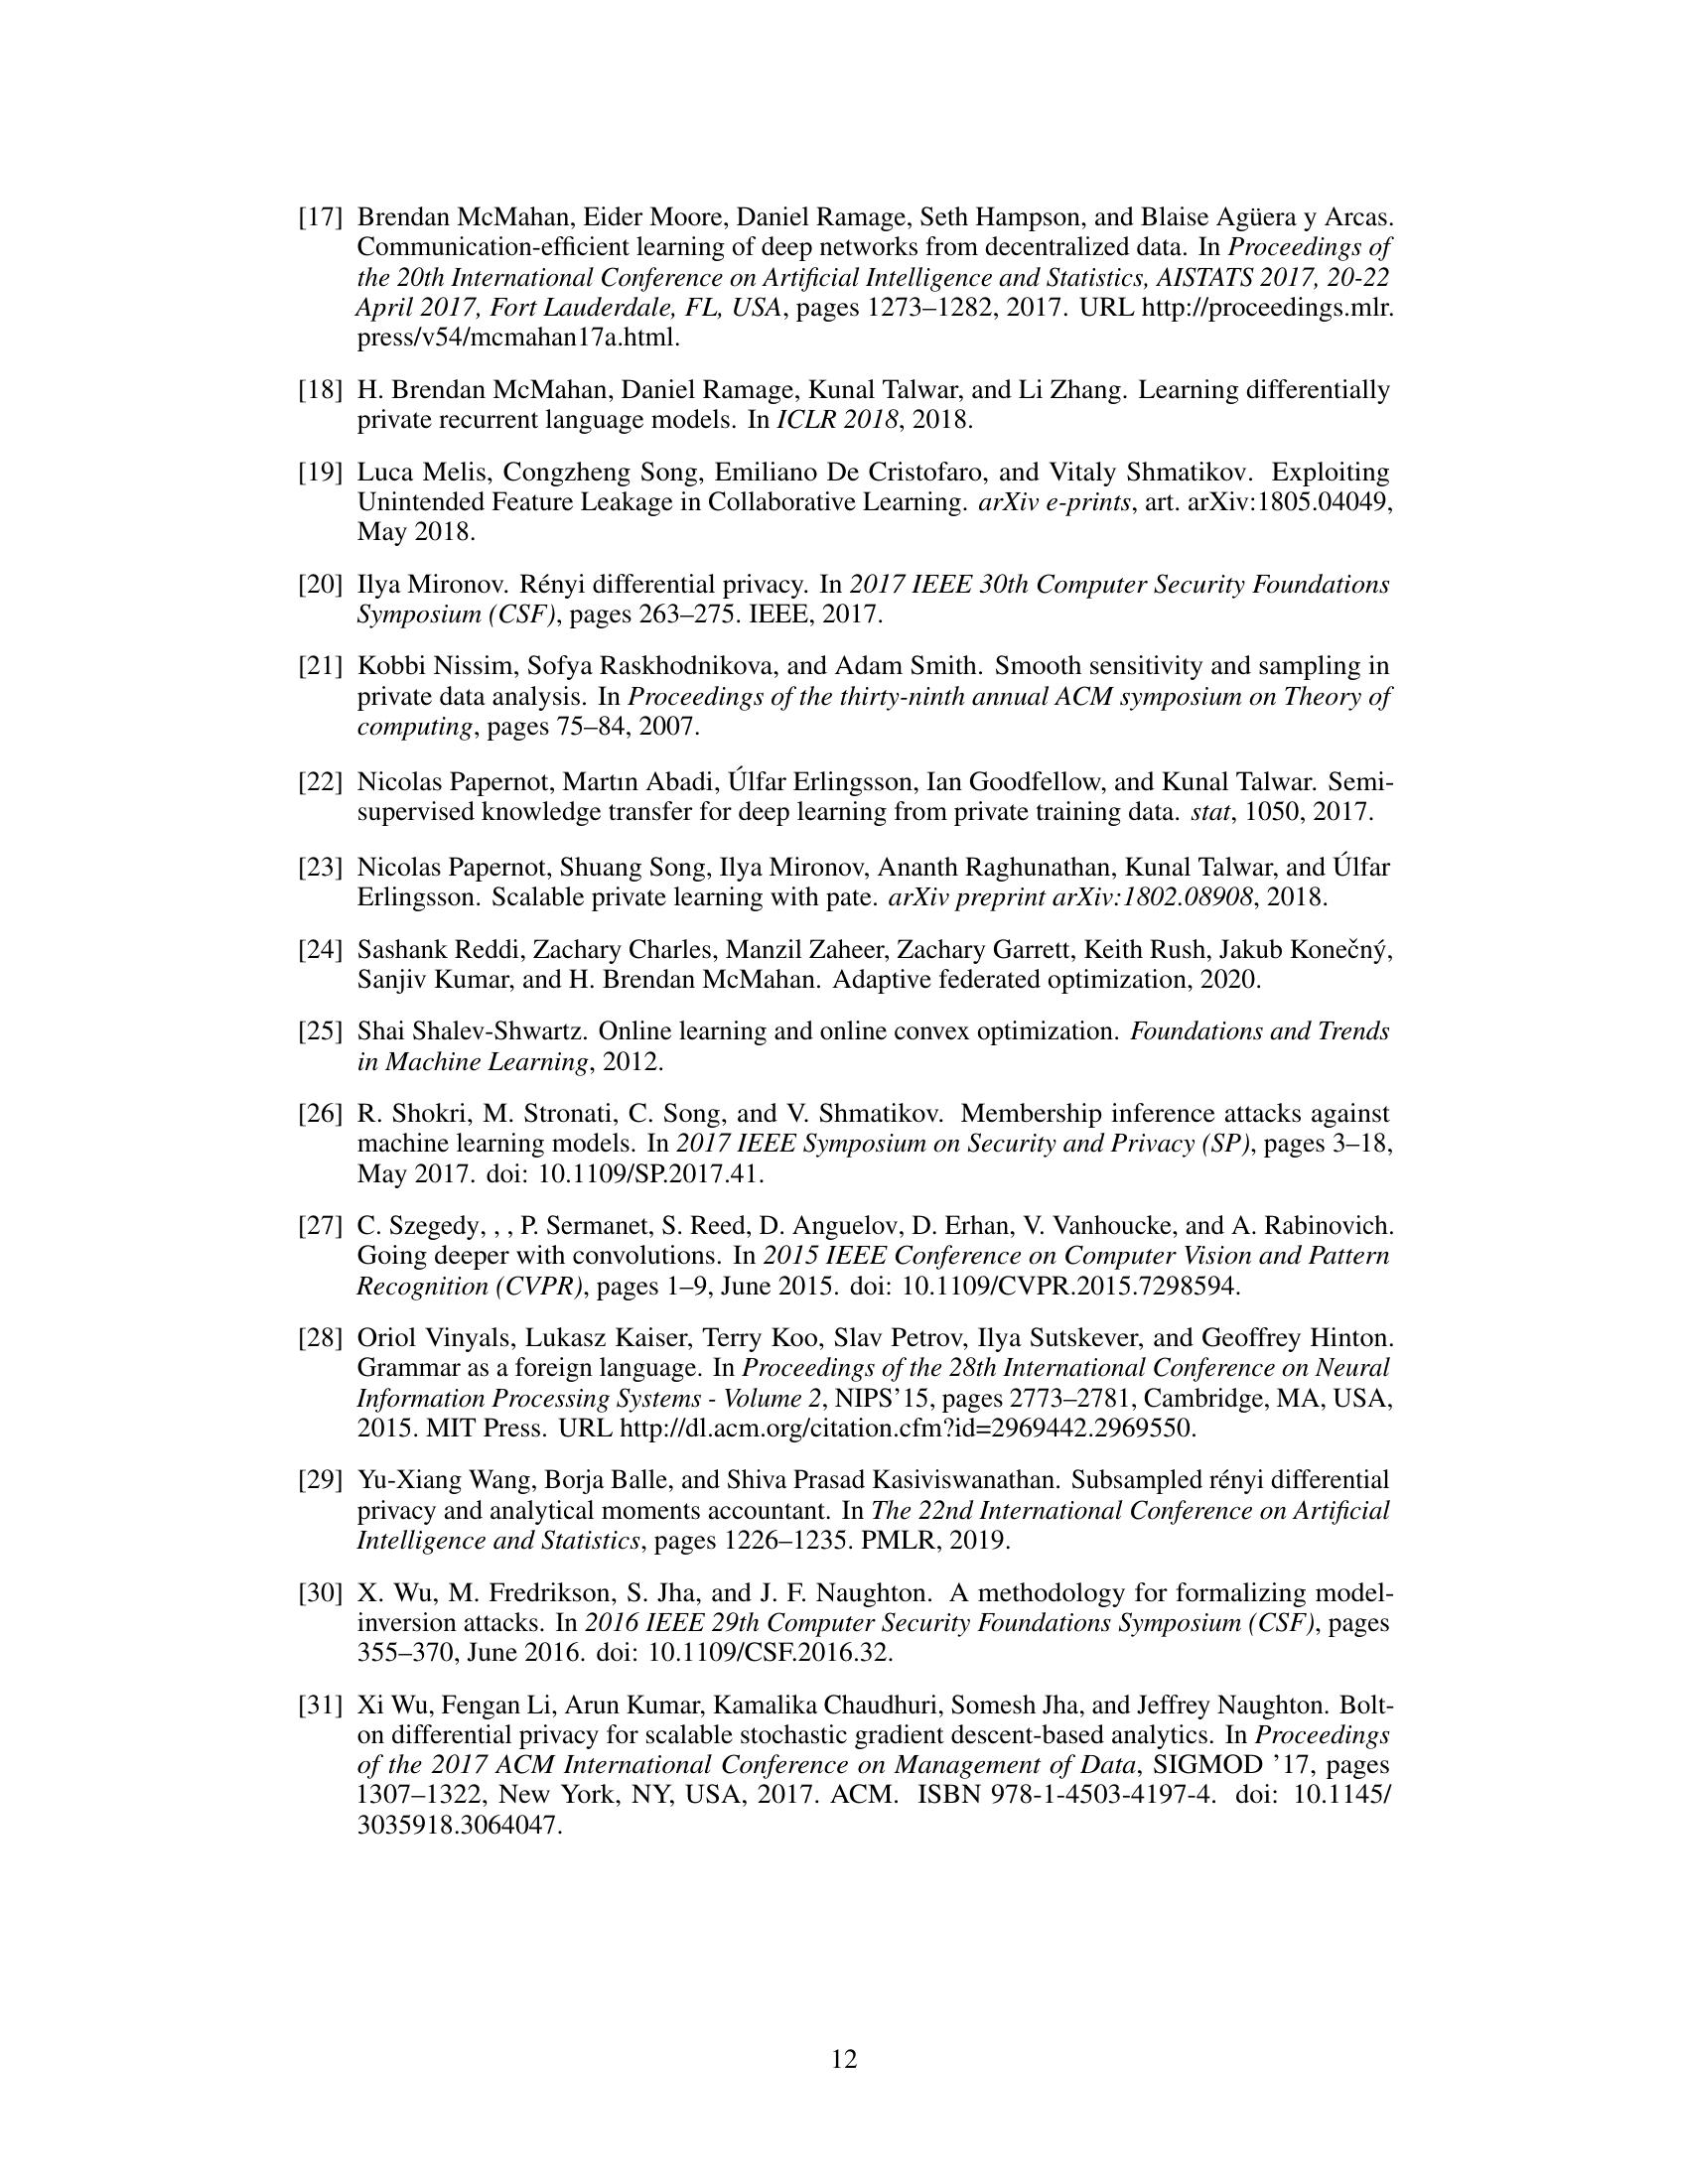 [17] Brendan McMahan, Eider Moore, Daniel Ramage, Seth Hampson, and Blaise Agüera y Arcas.
Communication-efficient learning of deep networks from decentralized data. In Proceedings of
the 20th International Conference on Artificial Intelligence and Statistics, AISTATS 2017, 20-22
April 2017, Fort Lauderdale, FL, USA, pages 1273–1282, 2017. URL http://proceedings.mlr.
press/v54/mcmahan17a.html.
[18] H. Brendan McMahan, Daniel Ramage, Kunal Talwar, and Li Zhang. Learning differentially
private recurrent language models. In ICLR 2018, 2018.
[19] Luca Melis, Congzheng Song, Emiliano De Cristofaro, and Vitaly Shmatikov. Exploiting
Unintended Feature Leakage in Collaborative Learning. arXiv e-prints, art. arXiv:1805.04049,
May 2018.
[20] Ilya Mironov. Rényi differential privacy. In 2017 IEEE 30th Computer Security Foundations
Symposium (CSF), pages 263–275. IEEE, 2017.
[21] Kobbi Nissim, Sofya Raskhodnikova, and Adam Smith. Smooth sensitivity and sampling in
private data analysis. In Proceedings of the thirty-ninth annual ACM symposium on Theory of
computing, pages 75–84, 2007.
[22] Nicolas Papernot, Martın Abadi, Úlfar Erlingsson, Ian Goodfellow, and Kunal Talwar. Semi-
supervised knowledge transfer for deep learning from private training data. stat, 1050, 2017.
[23] Nicolas Papernot, Shuang Song, Ilya Mironov, Ananth Raghunathan, Kunal Talwar, and Úlfar
Erlingsson. Scalable private learning with pate. arXiv preprint arXiv:1802.08908, 2018.
[24] Sashank Reddi, Zachary Charles, Manzil Zaheer, Zachary Garrett, Keith Rush, Jakub Konečný,
Sanjiv Kumar, and H. Brendan McMahan. Adaptive federated optimization, 2020.
[25] Shai Shalev-Shwartz. Online learning and online convex optimization. Foundations and Trends
in Machine Learning, 2012.
[26] R. Shokri, M. Stronati, C. Song, and V. Shmatikov. Membership inference attacks against
machine learning models. In 2017 IEEE Symposium on Security and Privacy (SP), pages 3–18,
May 2017. doi: 10.1109/SP.2017.41.
[27] C. Szegedy, , , P. Sermanet, S. Reed, D. Anguelov, D. Erhan, V. Vanhoucke, and A. Rabinovich.
Going deeper with convolutions. In 2015 IEEE Conference on Computer Vision and Pattern
Recognition (CVPR), pages 1–9, June 2015. doi: 10.1109/CVPR.2015.7298594.
[28] Oriol Vinyals, Lukasz Kaiser, Terry Koo, Slav Petrov, Ilya Sutskever, and Geoffrey Hinton.
Grammar as a foreign language. In Proceedings of the 28th International Conference on Neural
Information Processing Systems - Volume 2, NIPS’15, pages 2773–2781, Cambridge, MA, USA,
2015. MIT Press. URL http://dl.acm.org/citation.cfm?id=2969442.2969550.
[29] Yu-Xiang Wang, Borja Balle, and Shiva Prasad Kasiviswanathan. Subsampled rényi differential
privacy and analytical moments accountant. In The 22nd International Conference on Artificial
Intelligence and Statistics, pages 1226–1235. PMLR, 2019.
[30] X. Wu, M. Fredrikson, S. Jha, and J. F. Naughton. A methodology for formalizing model-
inversion attacks. In 2016 IEEE 29th Computer Security Foundations Symposium (CSF), pages
355–370, June 2016. doi: 10.1109/CSF.2016.32.
[31] Xi Wu, Fengan Li, Arun Kumar, Kamalika Chaudhuri, Somesh Jha, and Jeffrey Naughton. Bolt-
on differential privacy for scalable stochastic gradient descent-based analytics. In Proceedings
of the 2017 ACM International Conference on Management of Data, SIGMOD ’17, pages
1307–1322, New York, NY, USA, 2017. ACM. ISBN 978-1-4503-4197-4. doi: 10.1145/
3035918.3064047.
12